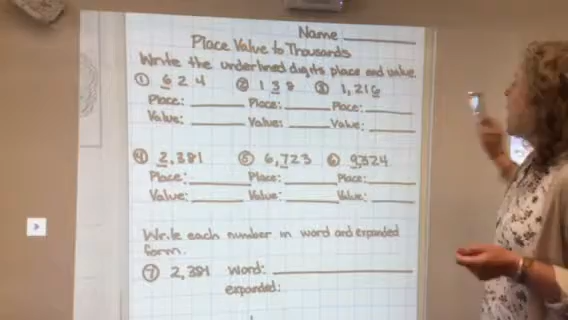 Name
Place Value to Thousands
Write the underlined digits place and value.
① 624 ② 138 ③ 1,216
Place: Place: Place:
Value: Value: Value:
④ 2,381 ⑤ 6,723 ⑥ 9,324
Place: Place: Place:
Value: Value: Value:
Write each number in word and expanded
form.
⑦ 2,381 word:
expanded: